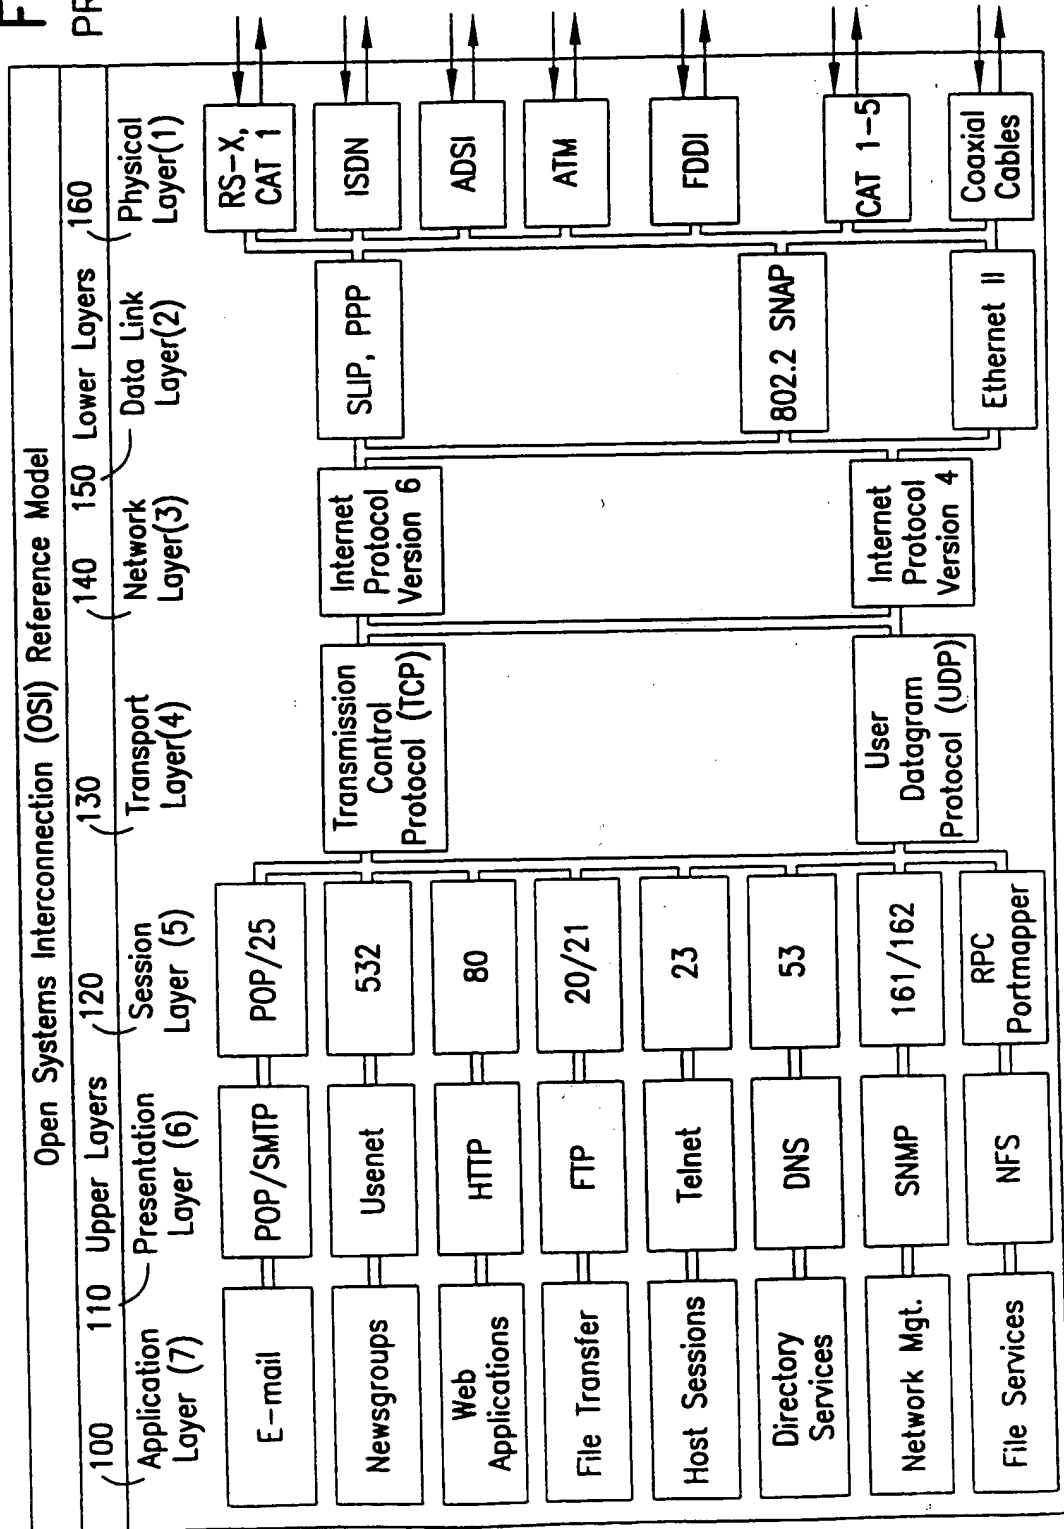 F
PR
Open Systems Interconnection (OSI) Reference Model
100
110
Upper Layers
120
130
140
150
Lower Layers
160
Application
Layer (7)
Presentation
Layer (6)
Session
Layer (5)
Transport
Layer(4)
Network
Layer(3)
Data Link
Layer(2)
Physical
Layer(1)
E-mail
POP/SMTP
POP/25
Newsgroups
Usenet
532
Web
Applications
HTTP
80
File Transfer
FTP
20/21
Host Sessions
Telnet
23
Directory
Services
DNS
53
Network Mgt.
SNMP
161/162
File Services
NFS
RPC
Portmapper
Transmission
Control
Protocol (TCP)
User
Datagram
Protocol (UDP)
Internet
Protocol
Version 6
Internet
Protocol
Version 4
SLIP, PPP
802.2 SNAP
Ethernet II
RS-X,
CAT 1
ISDN
ADSI
ATM
FDDI
CAT 1-5
Coaxial
Cables